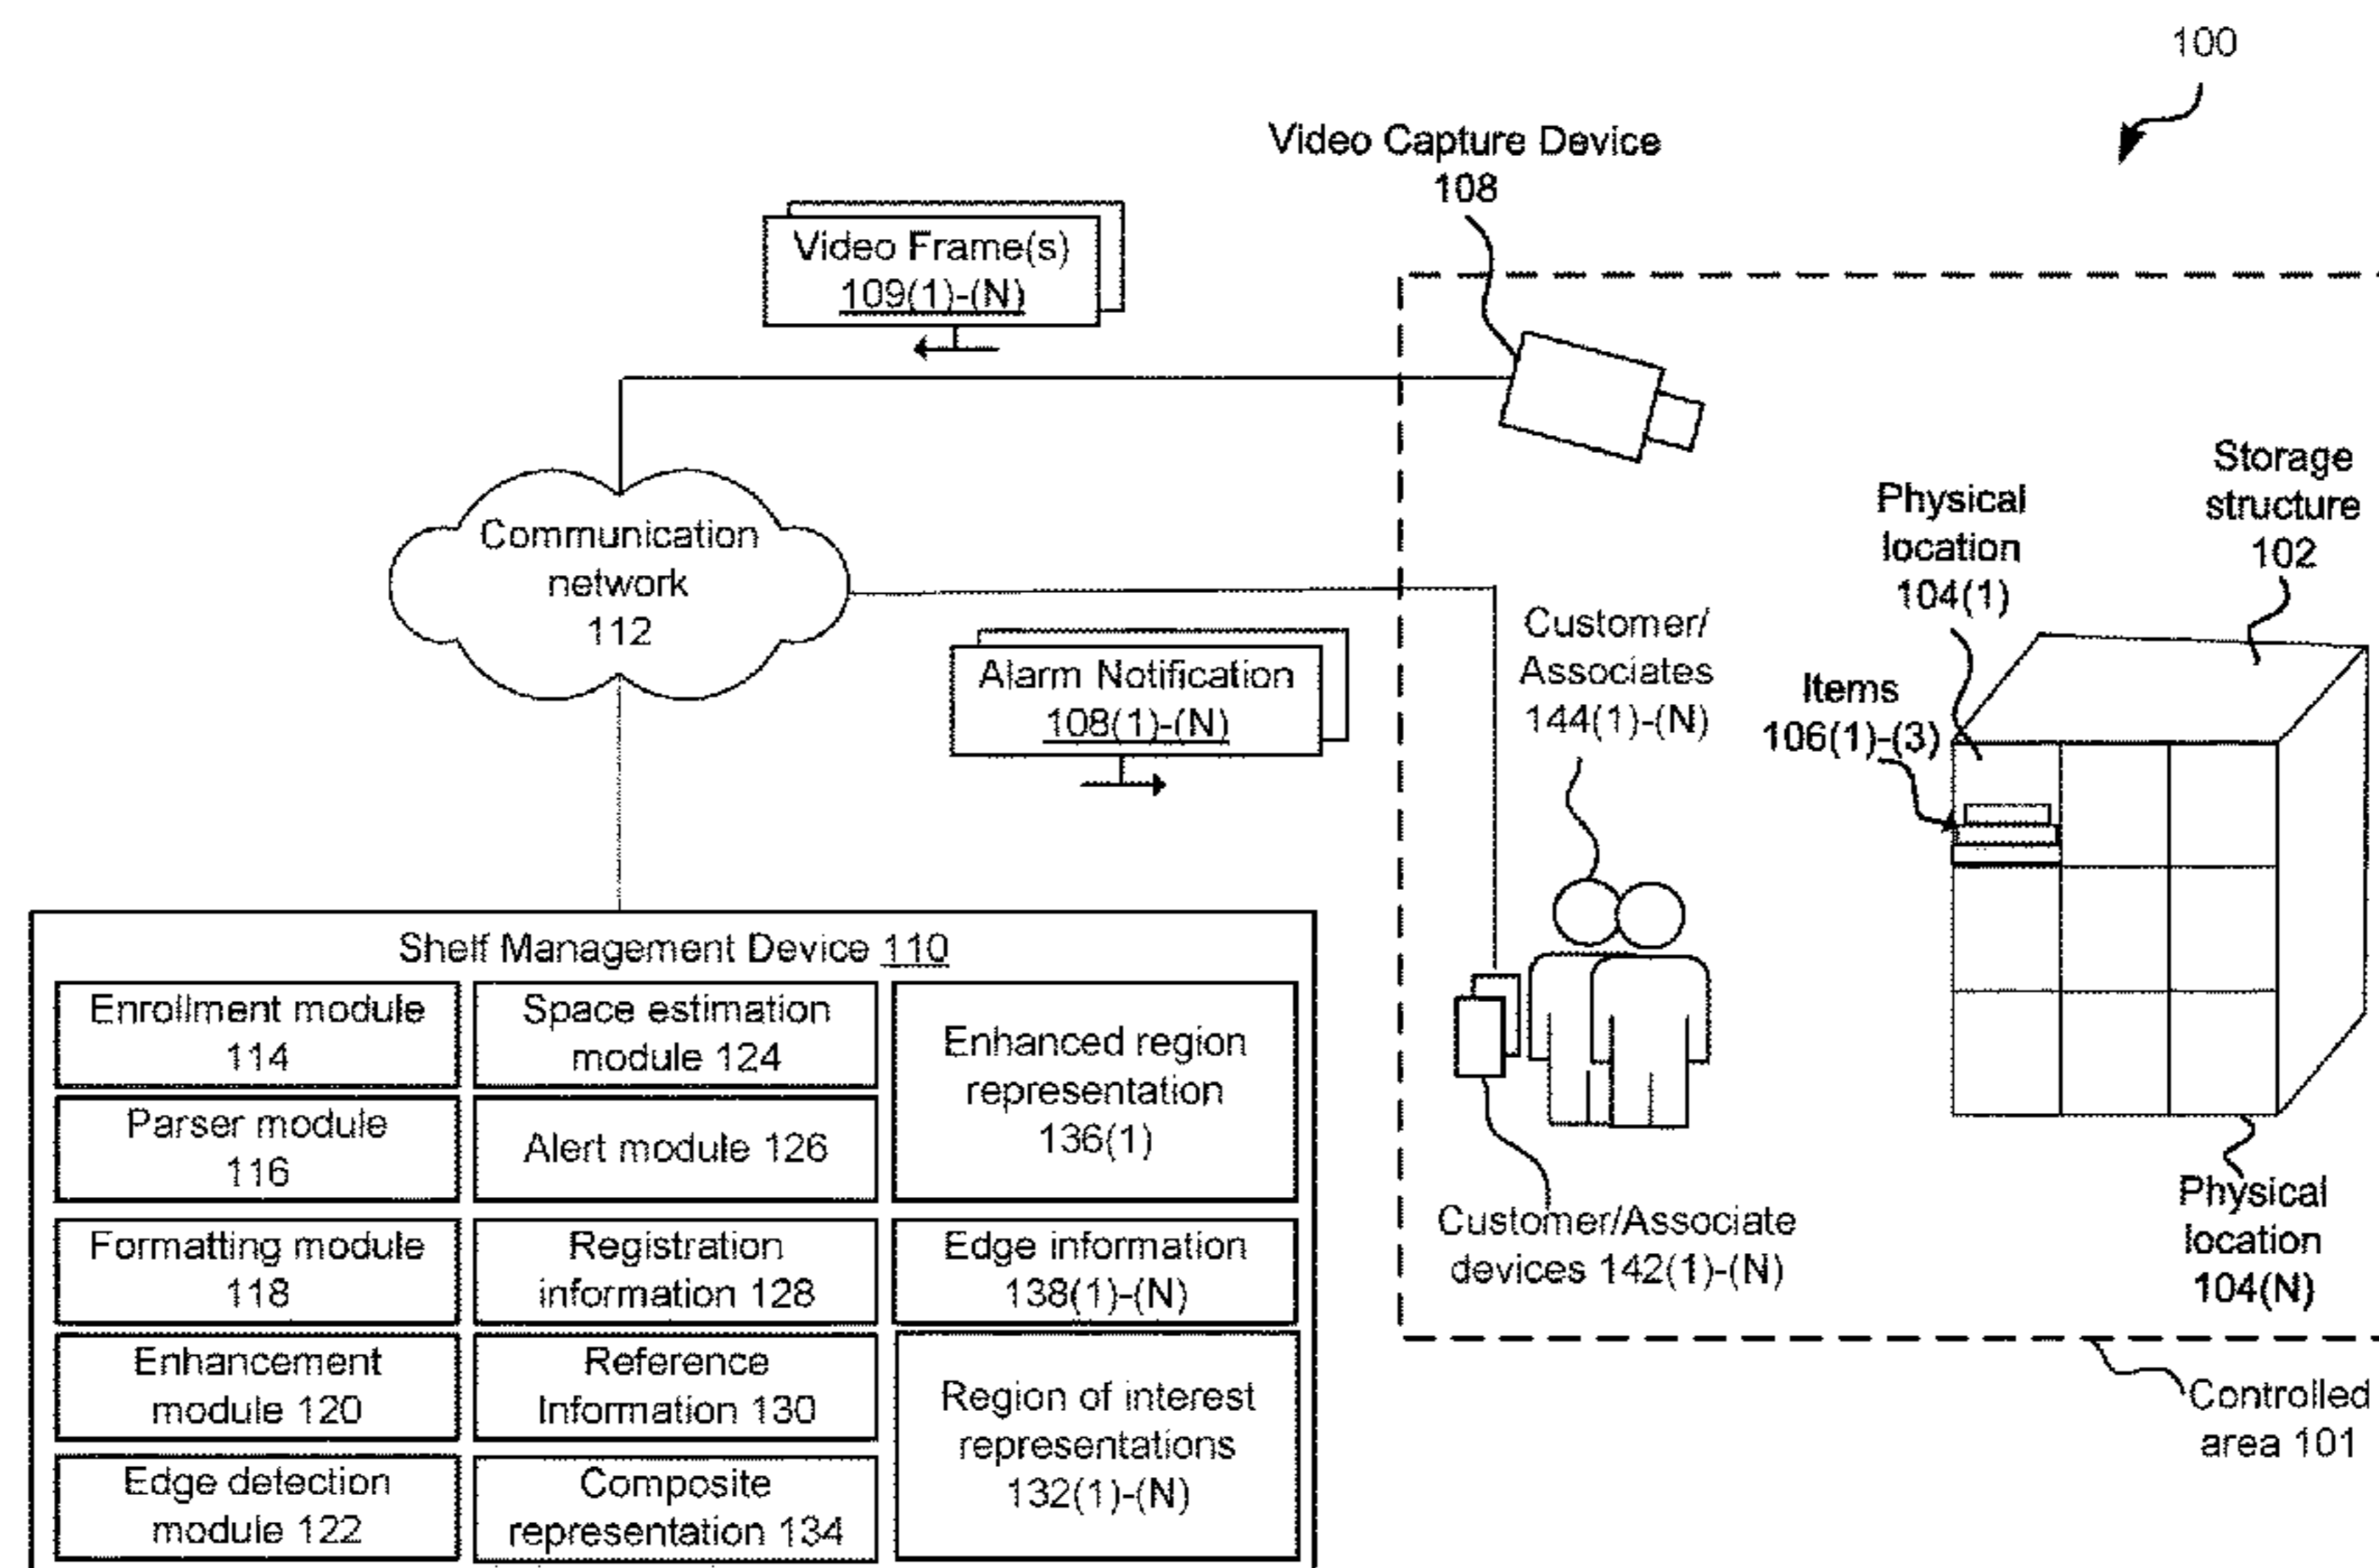 100
Video Capture Device
108
Video Frame(s)
109(1)-(N)
Storage
structure
102
Physical
location
104(1)
Communication
network
112
Customer/
Associates
144(1)-(N)
Items
106(1)-(3)
Alarm Notification
108(1)-(N)
Shelf Management Device 110
Enrollment module
114
Space estimation
module 124
Enhanced region
representation
136(1)
Parser module
116
Alert module 126
Formatting module
118
Registration
information 128
Edge information
138(1)-(N)
Enhancement
module 120
Reference
Information 130
Region of interest
representations
132(1)-(N)
Edge detection
module 122
Composite
representation 134
Customer/Associate
devices 142(1)-(N)
Physical
location
104(N)
Controlled
area 101